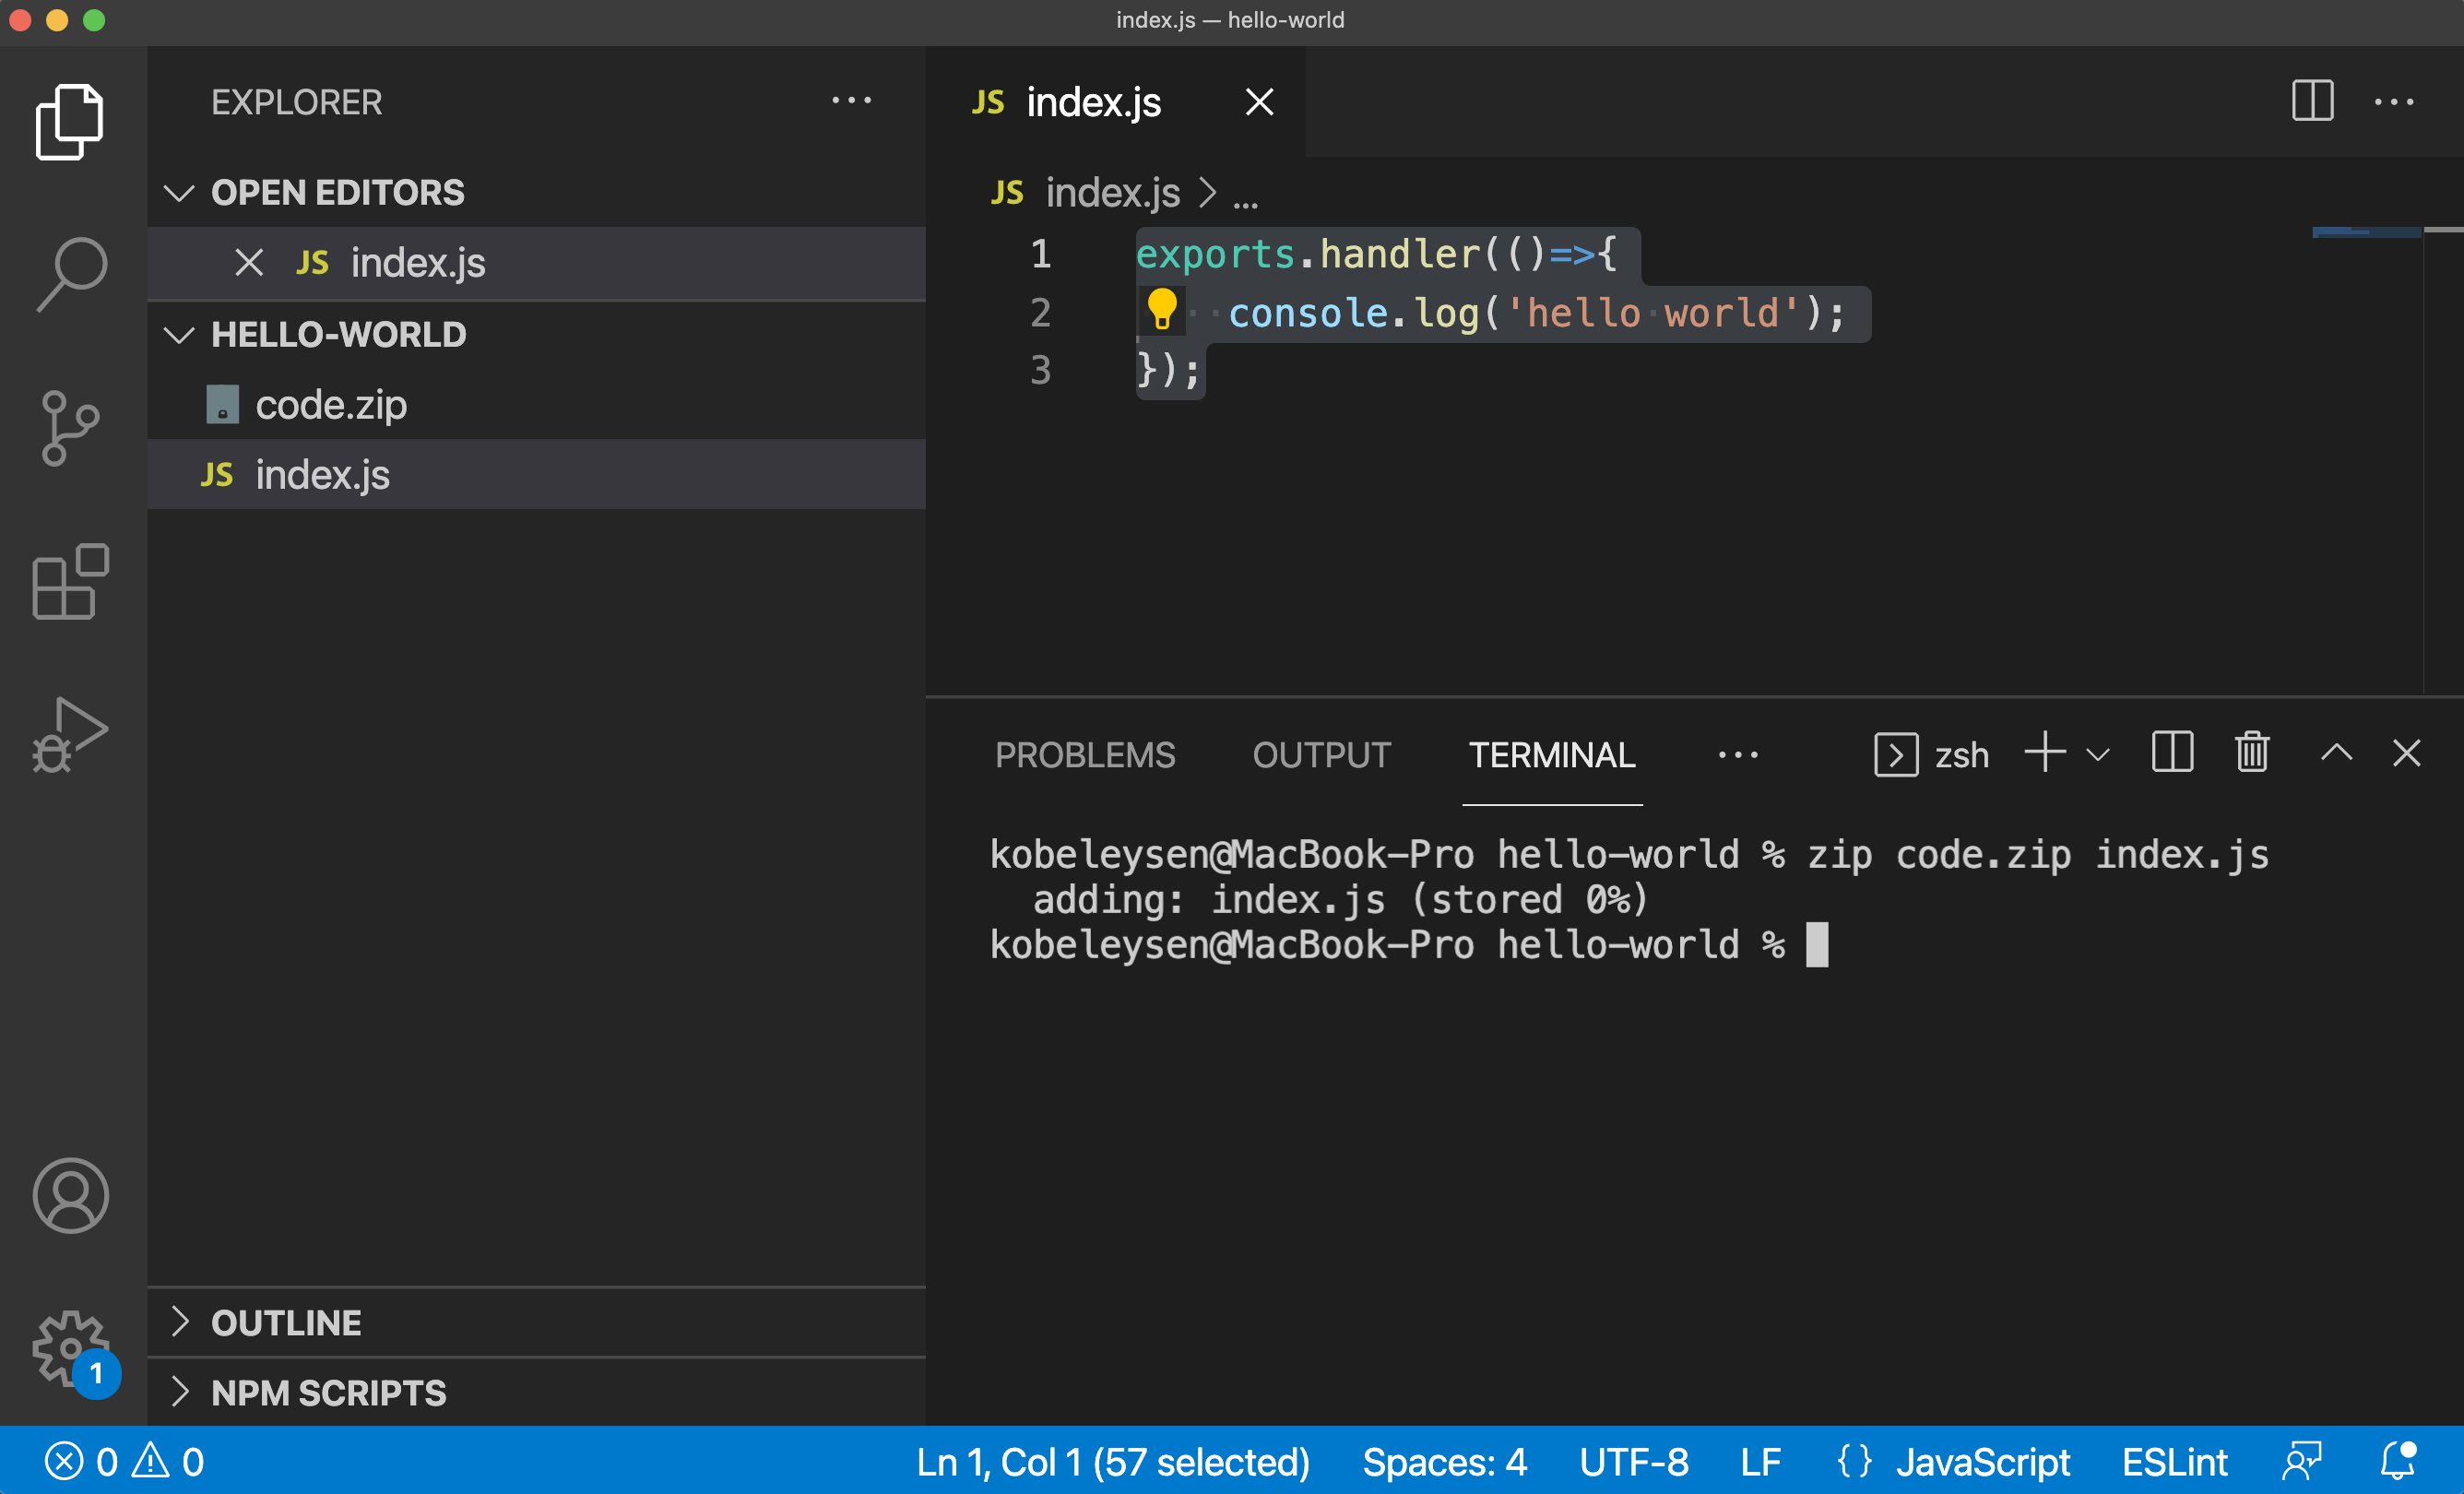 index.js — hello-world
EXPLORER
OPEN EDITORS
JS index.js
HELLO-WORLD
code.zip
JS index.js
OUTLINE
NPM SCRIPTS
1
JS index.js
JS index.js > ...
1 exports.handler(()=>{
2 console.log('hello world');
3 });
PROBLEMS OUTPUT TERMINAL zsh
kobeleysen@MacBook-Pro hello-world % zip code.zip index.js
adding: index.js (stored 0%)
kobeleysen@MacBook-Pro hello-world %
0 0 Ln 1, Col 1 (57 selected) Spaces: 4 UTF-8 LF {} JavaScript ESLint